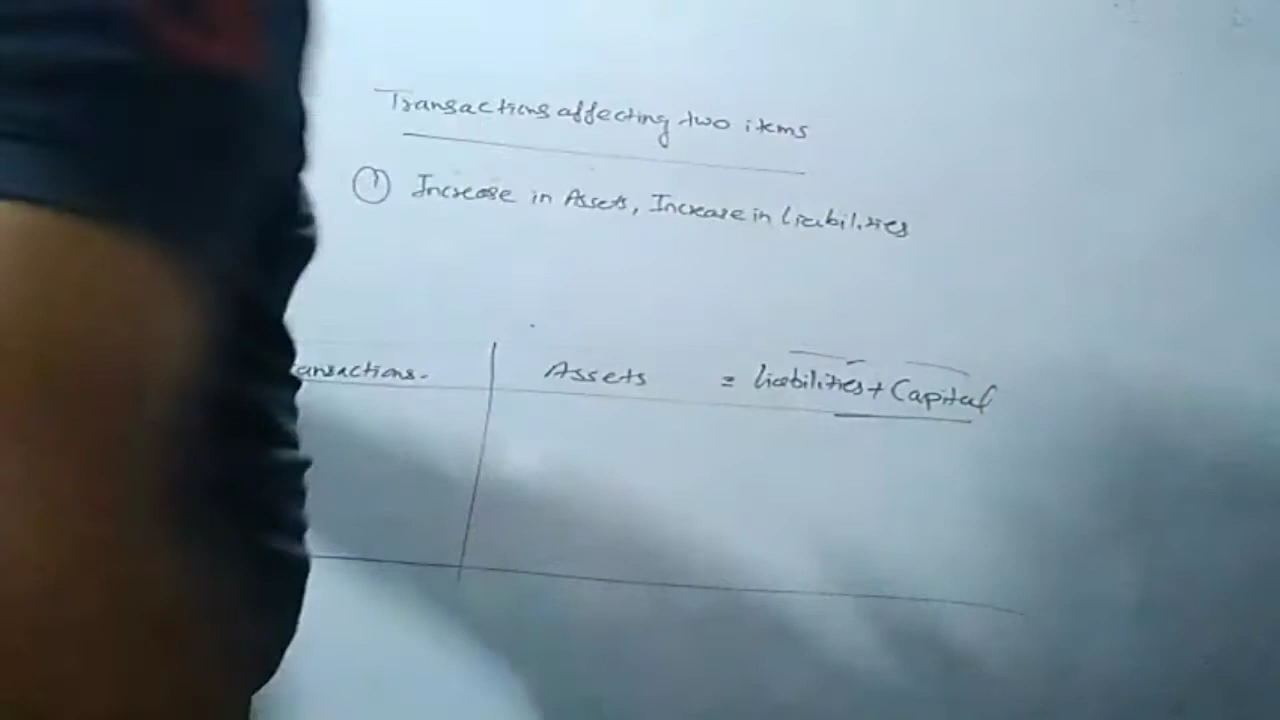 Transactions affecting two items
① Increase in Assets, Increase in Liabilities
ansactions. Assets = Liabilities + Capital